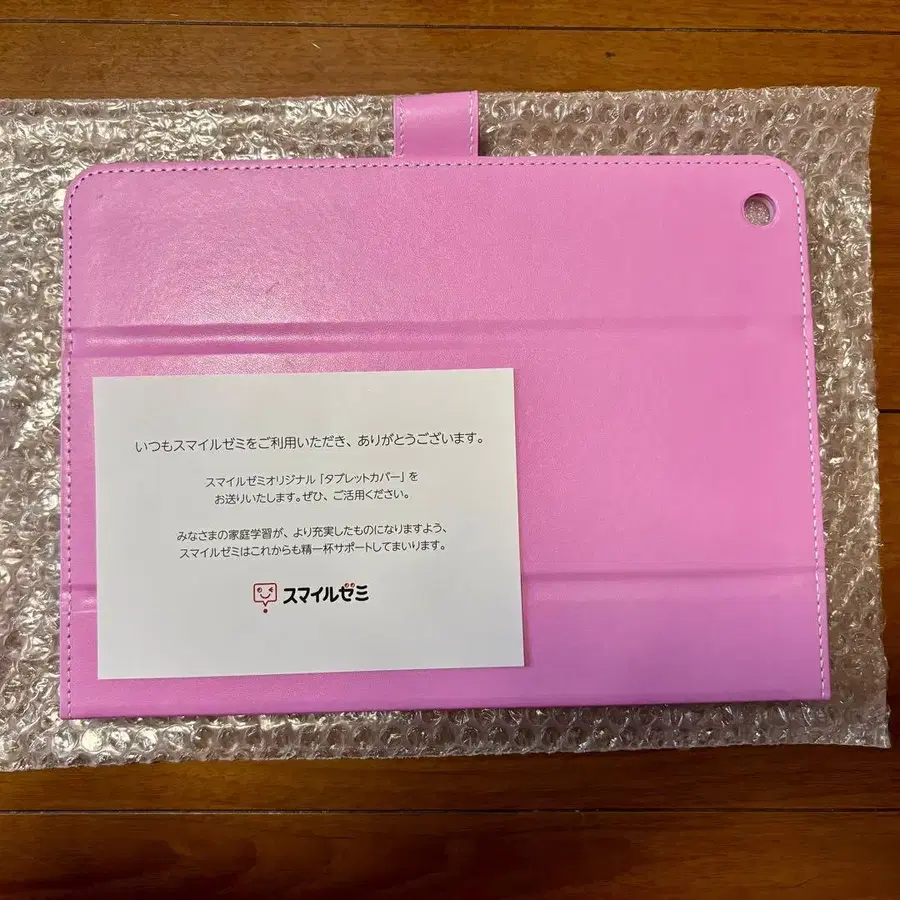 いつもスマイルゼミをご利用いただき、ありがとうございます。
スマイルゼミオリジナル「タブレットカバー」を
お送りいたします。ぜひ、ご活用ください。
みなさまの家庭学習が、より充実したものになりますよう、
スマイルゼミはこれからも精一杯サポートしてまいります。
スマイルゼミ